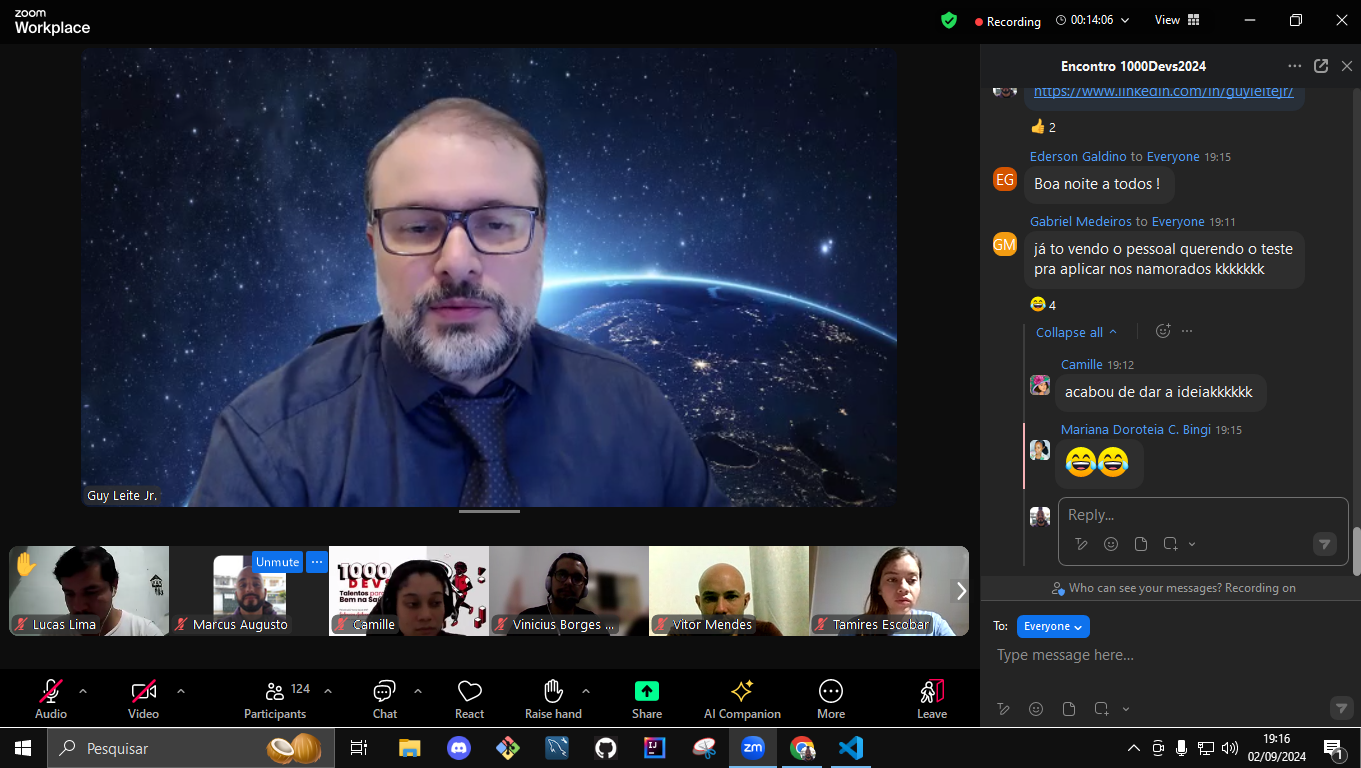 zoom
Workplace
Recording
00:14:06
View
Guy Leite Jr.
Lucas Lima
Unmute
Marcus Augusto
1000
DEVS
Talentos para
Bem na Saú
Camille
Vinicius Borges ...
Vitor Mendes
Tamires Escobar
Audio
Video
124
Participants
Chat
React
Raise hand
Share
AI Companion
More
Leave
Encontro 1000Devs2024
https://www.linkedin.com/in/guyleitejr/
2
Ederson Galdino to Everyone 19:15
EG
Boa noite a todos !
Gabriel Medeiros to Everyone 19:11
GM
já to vendo o pessoal querendo o teste
pra aplicar nos namorados kkkkkkk
4
Collapse all
Camille 19:12
acabou de dar a ideiakkkkkk
Mariana Doroteia C. Bingi 19:15
Reply...
Who can see your messages? Recording on
To: Everyone
Type message here...
Pesquisar
IJ
zm
19:16
02/09/2024
1